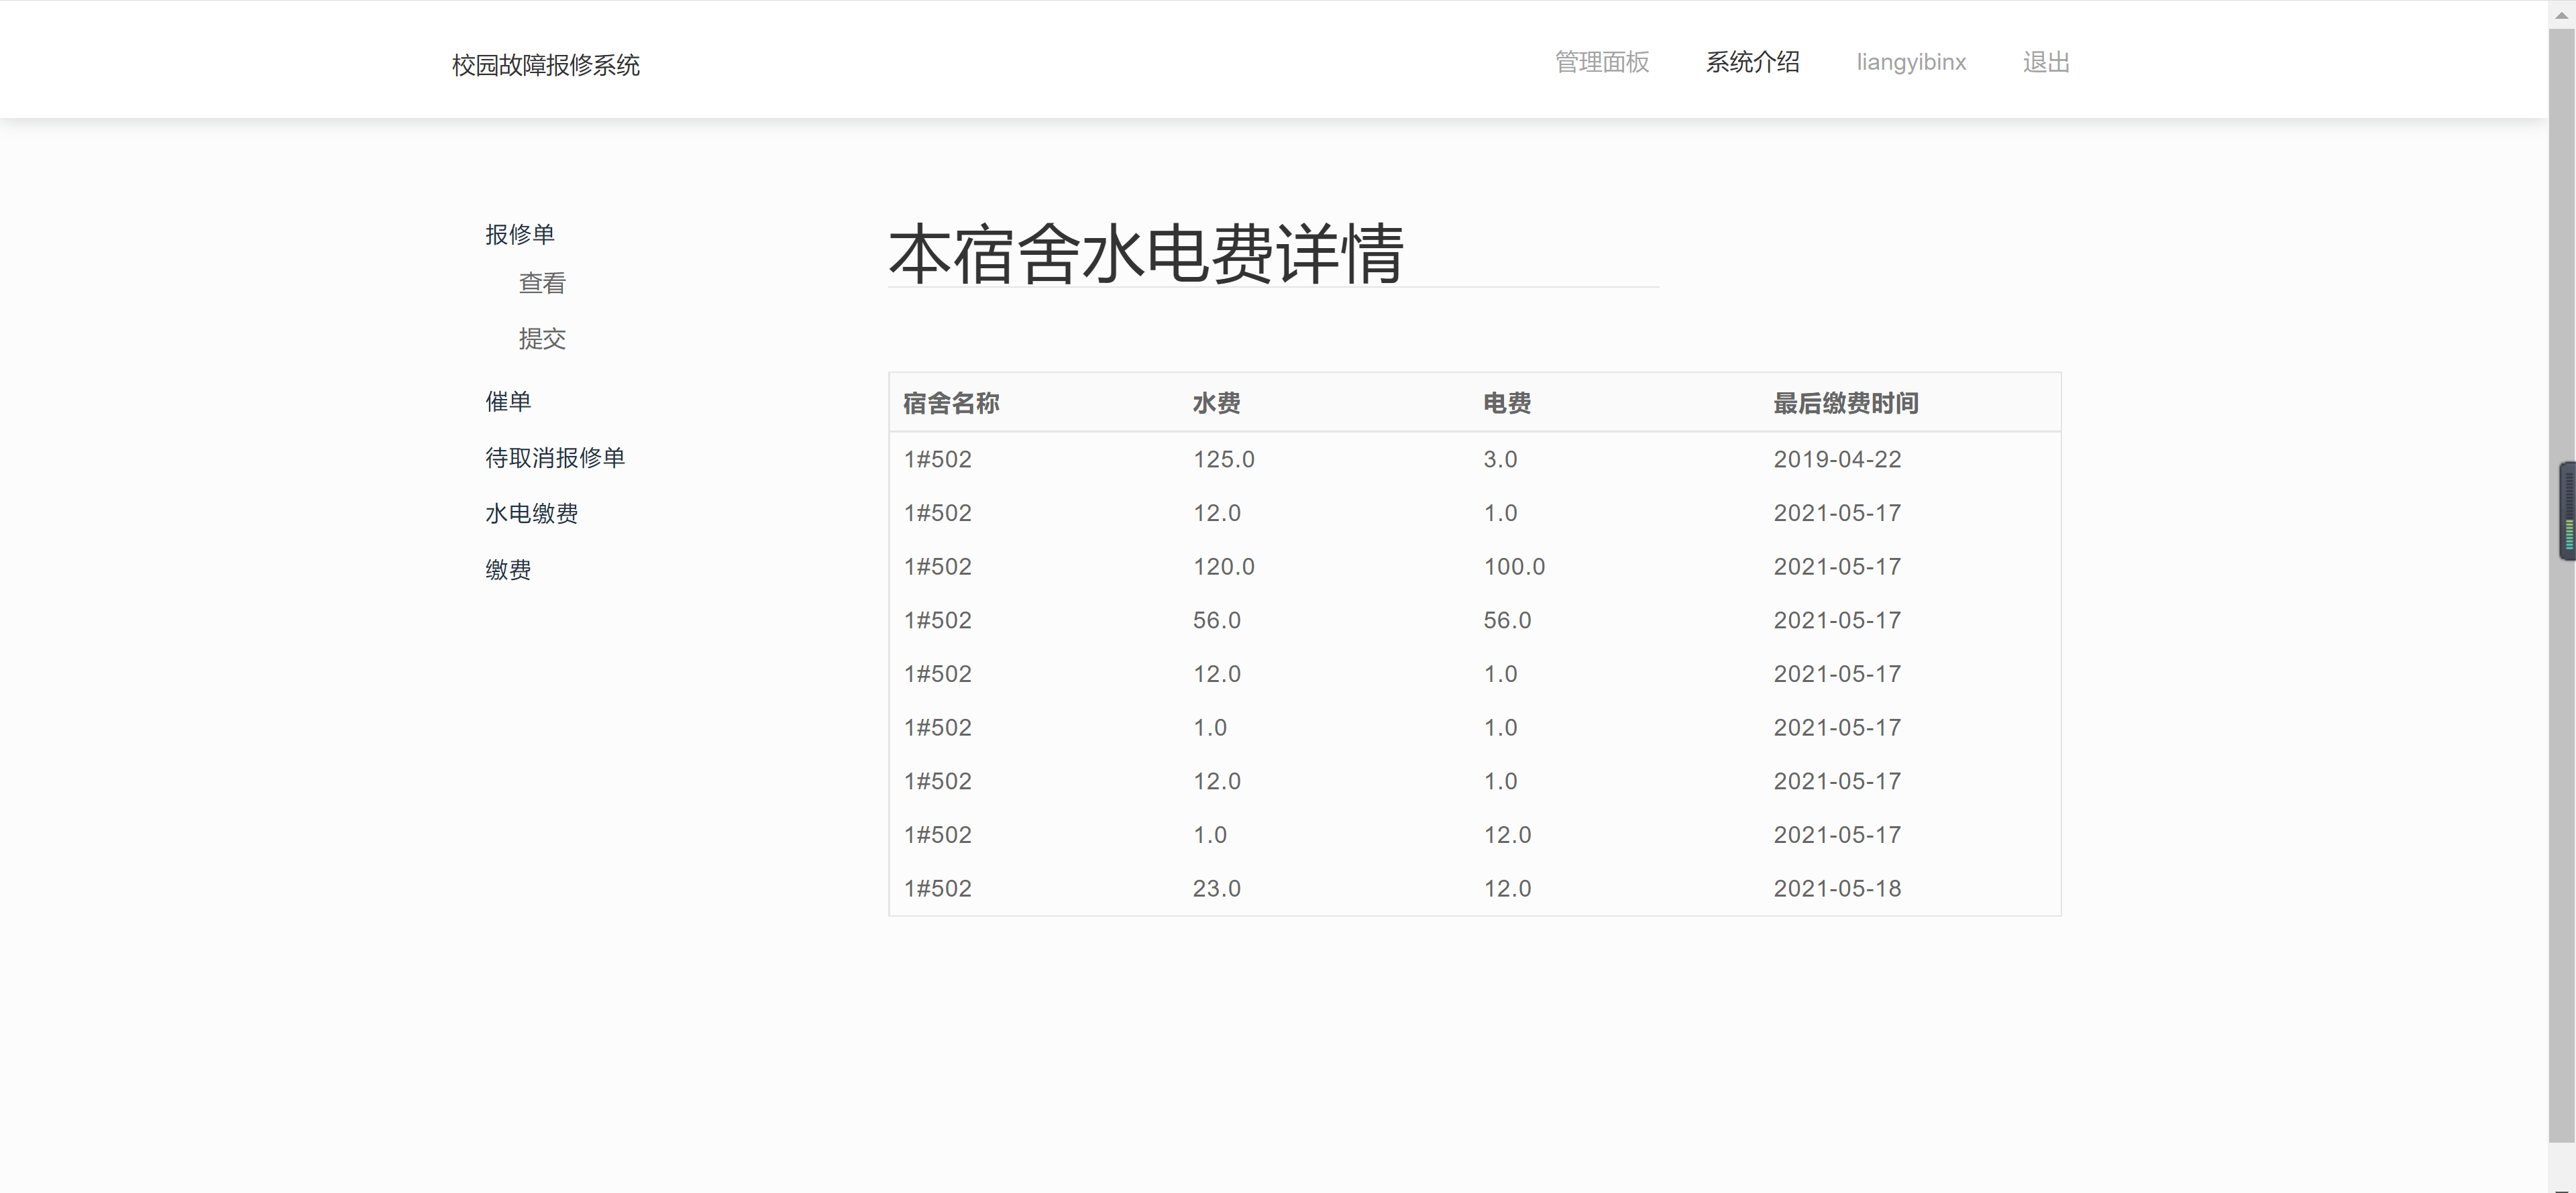 校园故障报修系统
管理面板 系统介绍 liangyibinx 退出
报修单
查看
提交
催单
待取消报修单
水电缴费
缴费
本宿舍水电费详情
宿舍名称 水费 电费 最后缴费时间
1#502 125.0 3.0 2019-04-22
1#502 12.0 1.0 2021-05-17
1#502 120.0 100.0 2021-05-17
1#502 56.0 56.0 2021-05-17
1#502 12.0 1.0 2021-05-17
1#502 1.0 1.0 2021-05-17
1#502 12.0 1.0 2021-05-17
1#502 1.0 12.0 2021-05-17
1#502 23.0 12.0 2021-05-18